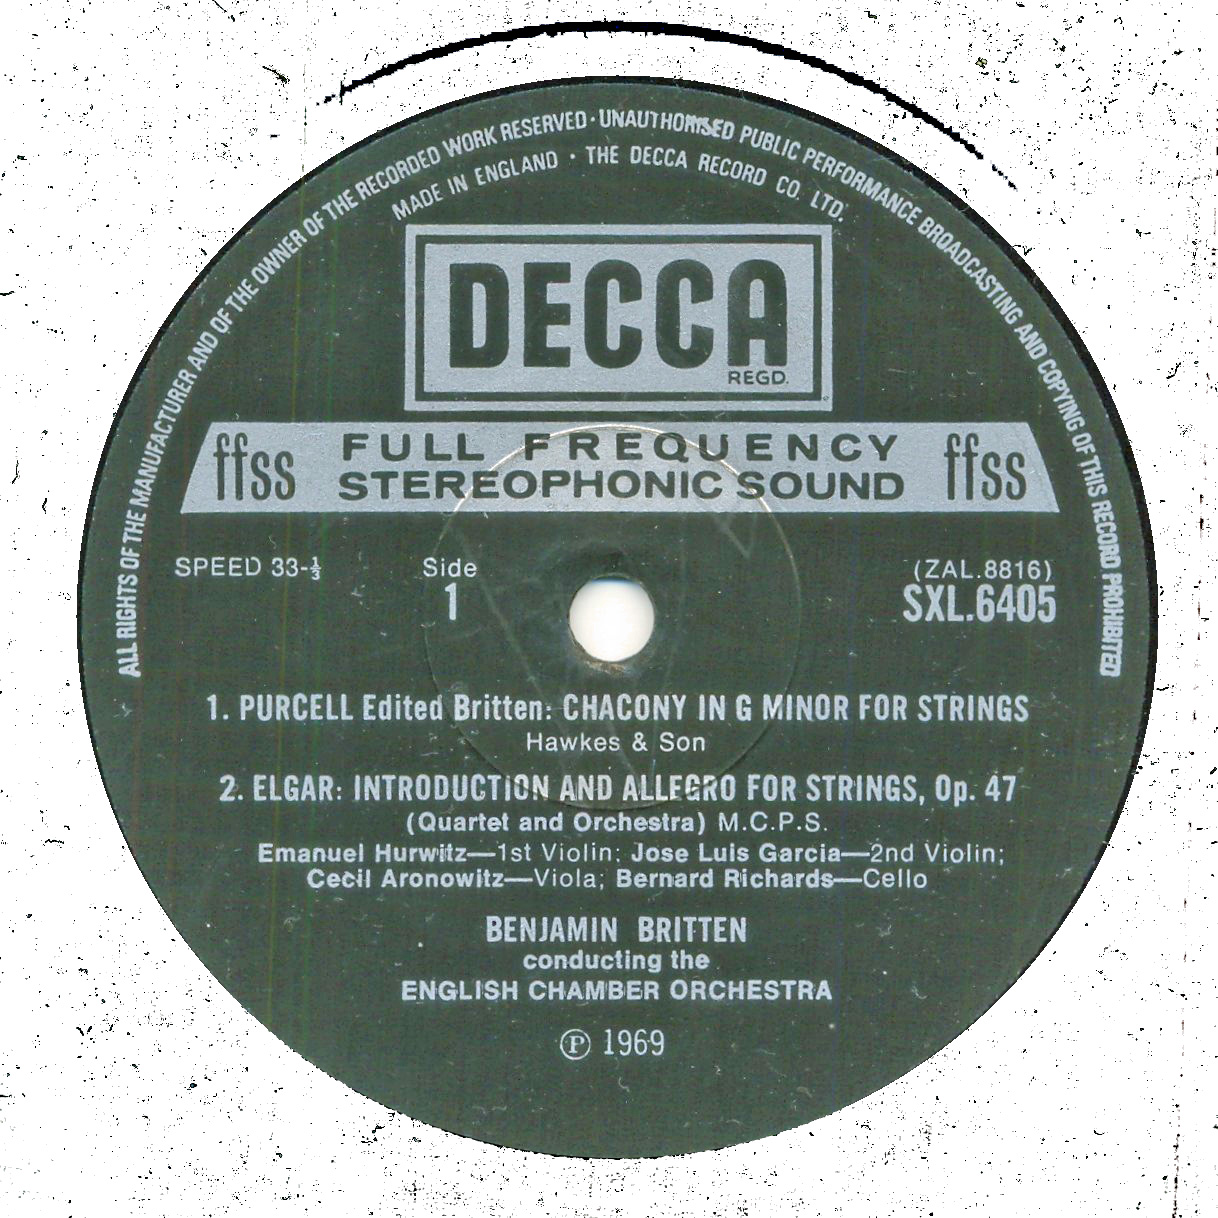 ALL RIGHTS OF THE MANUFACTURER AND OF THE OWNER OF THE RECORDED WORK RESERVED · UNAUTHORISED PUBLIC PERFORMANCE BROADCASTING AND COPYING OF THIS RECORD PROHIBITED
MADE IN ENGLAND · THE DECCA RECORD CO. LTD.
DECCA
REGD.
ffss FULL FREQUENCY ffss
STEREOPHONIC SOUND
SPEED 33-⅓ Side (ZAL.8816)
1 SXL.6405
1. PURCELL Edited Britten: CHACONY IN G MINOR FOR STRINGS
Hawkes & Son
2. ELGAR: INTRODUCTION AND ALLEGRO FOR STRINGS, Op. 47
(Quartet and Orchestra) M.C.P.S.
Emanuel Hurwitz—1st Violin; Jose Luis Garcia—2nd Violin;
Cecil Aronowitz—Viola; Bernard Richards—Cello
BENJAMIN BRITTEN
conducting the
ENGLISH CHAMBER ORCHESTRA
Ⓟ 1969